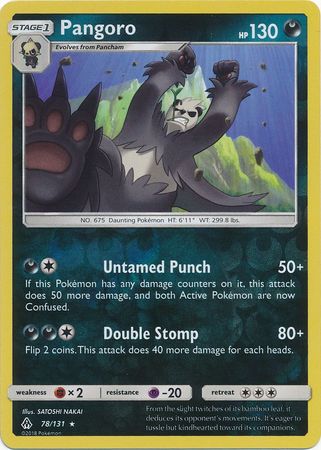 STAGE1
Pangoro
HP 130
Evolves from Pancham
NO. 675 Daunting Pokémon HT: 6'11" WT: 299.8 lbs.
Untamed Punch 50+
If this Pokémon has any damage counters on it, this attack
does 50 more damage, and both Active Pokémon are now
Confused.
Double Stomp 80+
Flip 2 coins. This attack does 40 more damage for each heads.
weakness × 2 resistance -20 retreat
Illus. SATOSHI NAKAI
78/131 ★
©2018 Pokémon
From the slight twitches of its bamboo leaf, it
deduces its opponent's movements. It's eager to
tussle but kindhearted toward its companions.